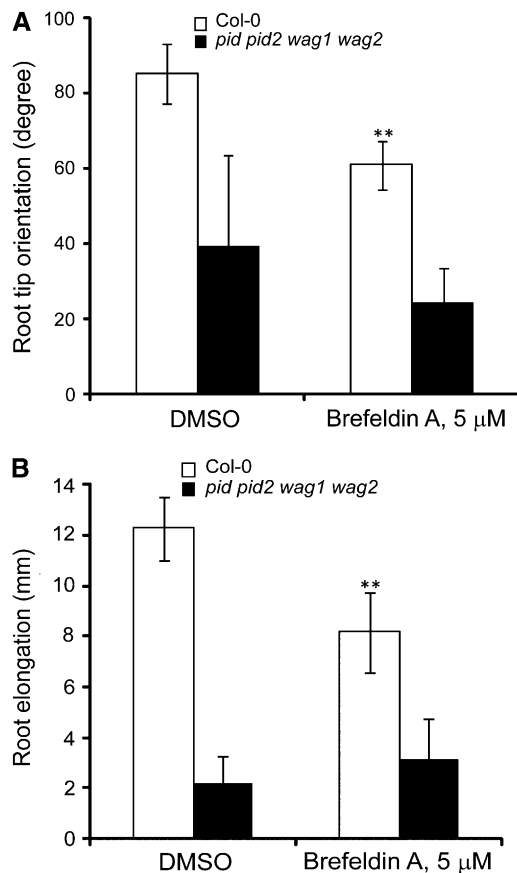 A
Col-0
pid pid2 wag1 wag2
Root tip orientation (degree)
100
80
60
40
20
0
**
DMSO
Brefeldin A, 5 µM
B
Col-0
pid pid2 wag1 wag2
Root elongation (mm)
14
12
10
8
6
4
2
0
**
DMSO
Brefeldin A, 5 µM